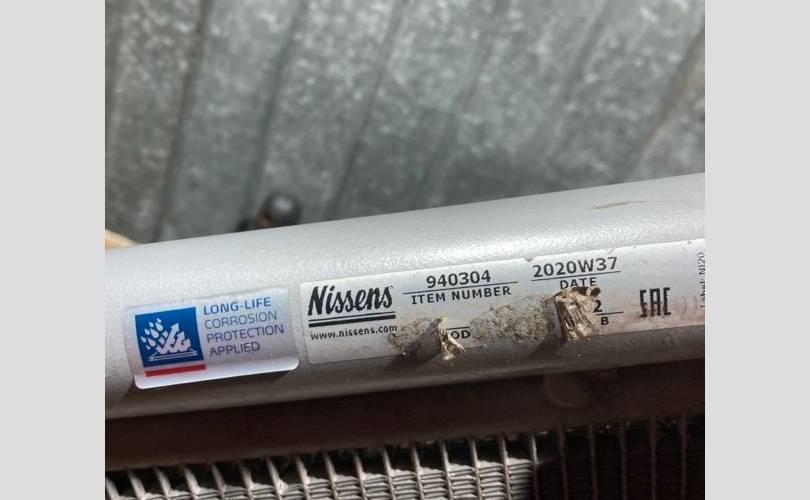 LONG-LIFE
CORROSION
PROTECTION
APPLIED
Nissens
www.nissens.com
940304
ITEM NUMBER
2020W37
DATE
EAC